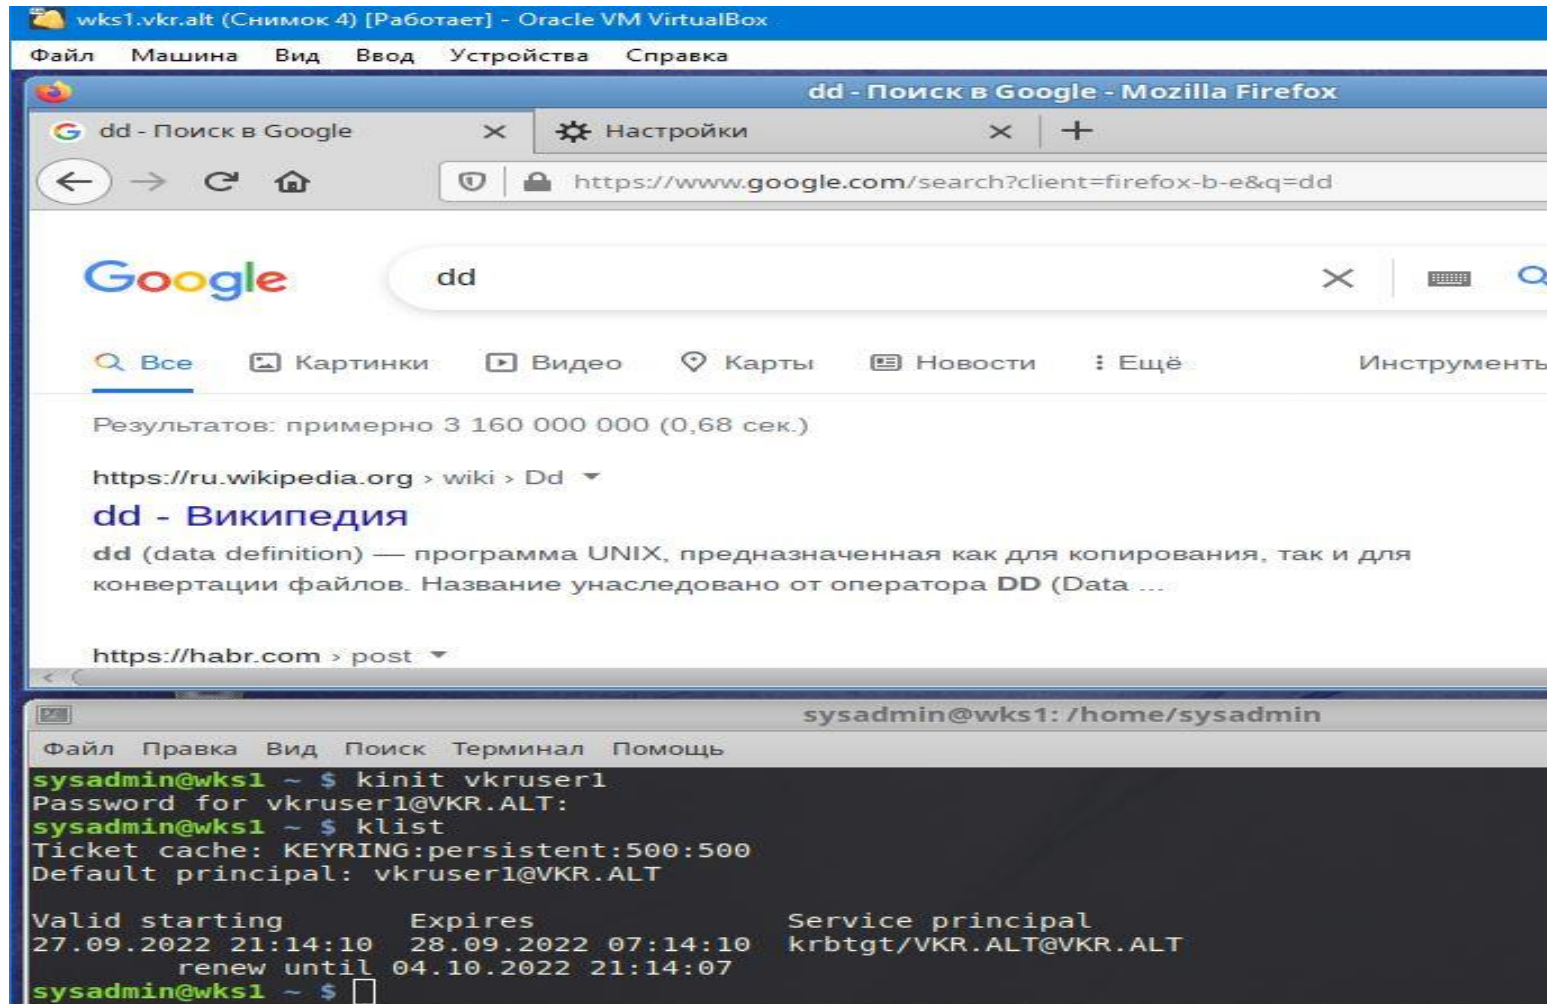 wks1.vkr.alt (Снимок 4) [Работает] - Oracle VM VirtualBox
Файл Машина Вид Ввод Устройства Справка
dd - Поиск в Google - Mozilla Firefox
dd - Поиск в Google Настройки
https://www.google.com/search?client=firefox-b-e&q=dd
Google dd
Все Картинки Видео Карты Новости Ещё Инструменты
Результатов: примерно 3 160 000 000 (0,68 сек.)
https://ru.wikipedia.org › wiki › Dd
dd - Википедия
dd (data definition) — программа UNIX, предназначенная как для копирования, так и для
конвертации файлов. Название унаследовано от оператора DD (Data ...
https://habr.com › post
sysadmin@wks1: /home/sysadmin
Файл Правка Вид Поиск Терминал Помощь
sysadmin@wks1 ~ $ kinit vkruser1
Password for vkruser1@VKR.ALT:
sysadmin@wks1 ~ $ klist
Ticket cache: KEYRING:persistent:500:500
Default principal: vkruser1@VKR.ALT
Valid starting Expires Service principal
27.09.2022 21:14:10 28.09.2022 07:14:10 krbtgt/VKR.ALT@VKR.ALT
renew until 04.10.2022 21:14:07
sysadmin@wks1 ~ $